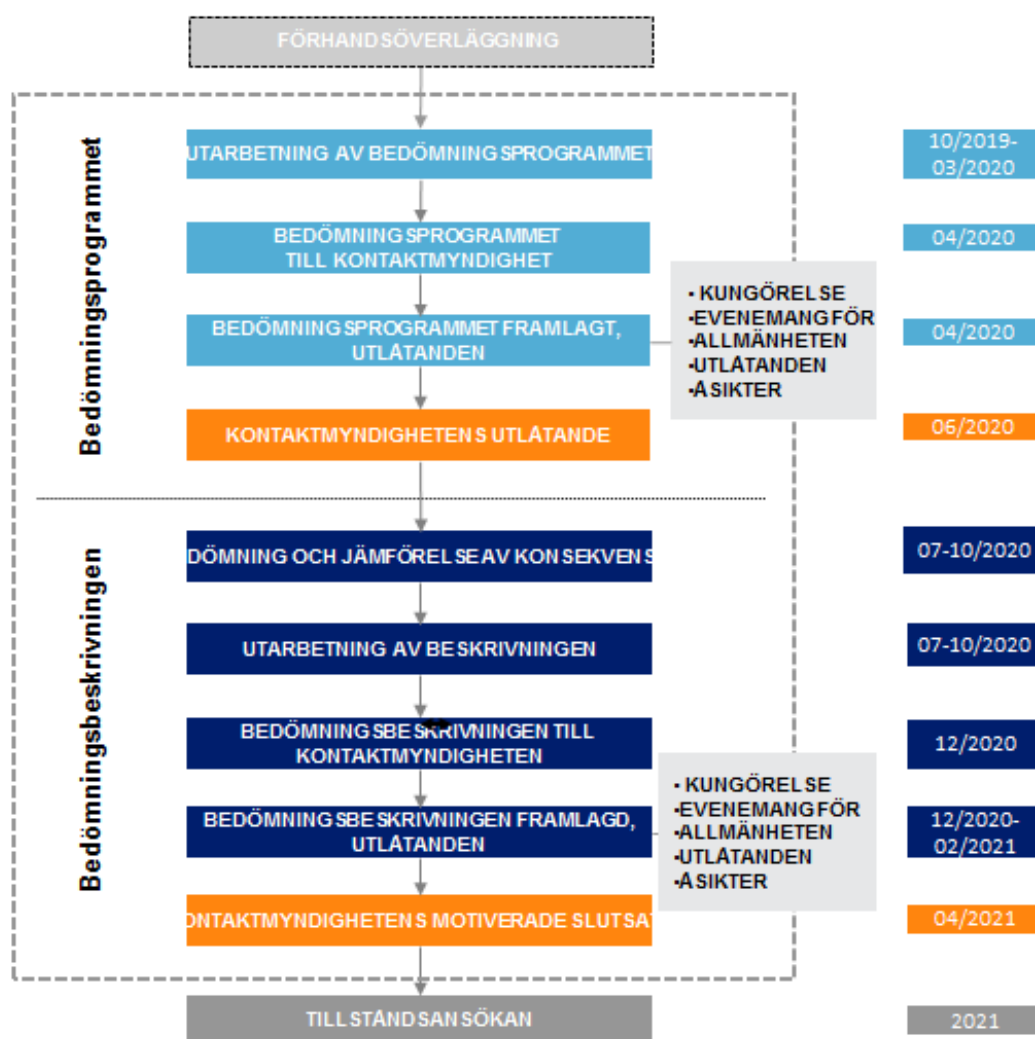 FÖRHANDSÖVERLÄGGNING
Bedömningsprogrammet
UTARBETNING AV BEDÖMNINGSPROGRAMMET
10/2019-
03/2020
BEDÖMNINGSPROGRAMMET
TILL KONTAKTMYNDIGHET
04/2020
BEDÖMNINGSPROGRAMMET FRAMLAGT,
UTLÅTANDEN
• KUNGÖRELSE
•EVENEMANG FÖR
•ALLMÄNHETEN
•UTLÅTANDEN
•ÅSIKTER
04/2020
KONTAKTMYNDIGHETENS UTLÅTANDE
06/2020
Bedömningsbeskrivningen
DÖMNING OCH JÄMFÖRELSE AV KONSEKVENS
07-10/2020
UTARBETNING AV BESKRIVNINGEN
07-10/2020
BEDÖMNINGSBESKRIVNINGEN TILL
KONTAKTMYNDIGHETEN
12/2020
BEDÖMNINGSBESKRIVNINGEN FRAMLAGD,
UTLÅTANDEN
• KUNGÖRELSE
•EVENEMANG FÖR
•ALLMÄNHETEN
•UTLÅTANDEN
•ÅSIKTER
12/2020-
02/2021
ONTAKTMYNDIGHETENS MOTIVERADE SLUTSAT
04/2021
TILLSTÅNDSANSÖKAN
2021